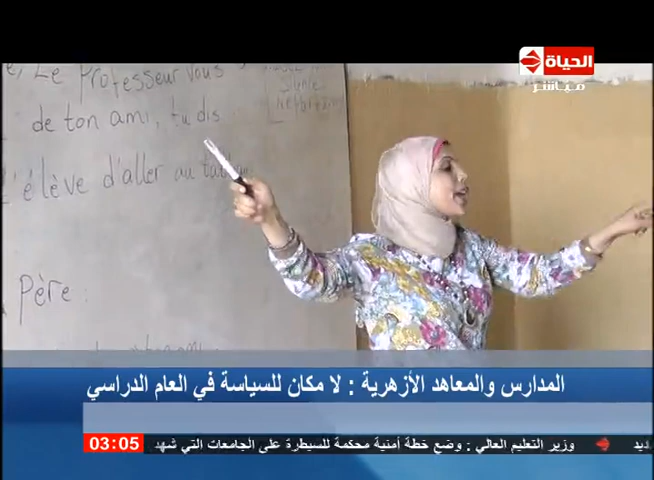 Le Professeur vous
de ton ami, tu dis
l'élève d'aller au
Père
الحياة
مباشر
المدارس والمعاهد الأزهرية : لا مكان للسياسة في العام الدراسي
03:05
وزير التعليم العالي : وضع خطة أمنية محكمة للسيطرة على الجامعات التي شهد